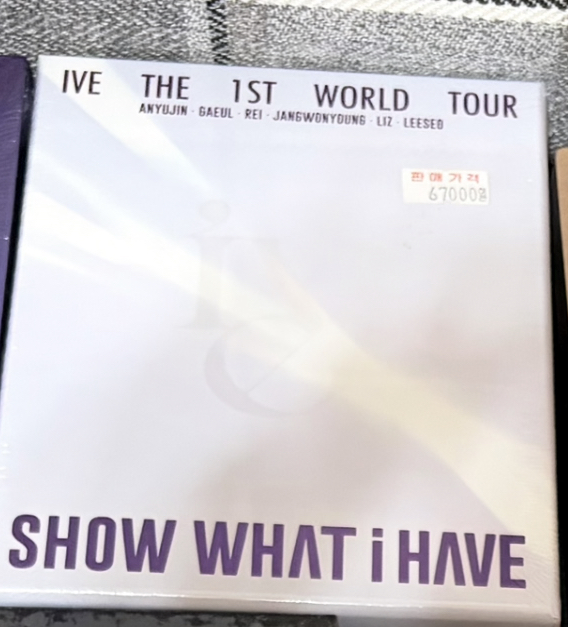 IVE THE 1ST WORLD TOUR
ANYUJIN · GAEUL · REI · JANGWONYOUNG · LIZ · LEESEO
판매가격
67000원
ive
SHOW WHAT i HAVE